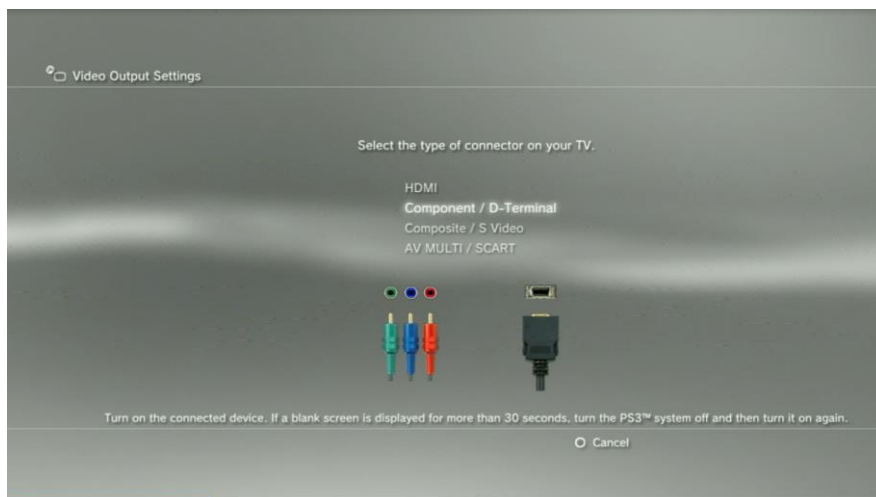 Video Output Settings
Select the type of connector on your TV.
HDMI
Component / D-Terminal
Composite / S Video
AV MULTI / SCART
Turn on the connected device. If a blank screen is displayed for more than 30 seconds, turn the PS3™ system off and then turn it on again.
Cancel